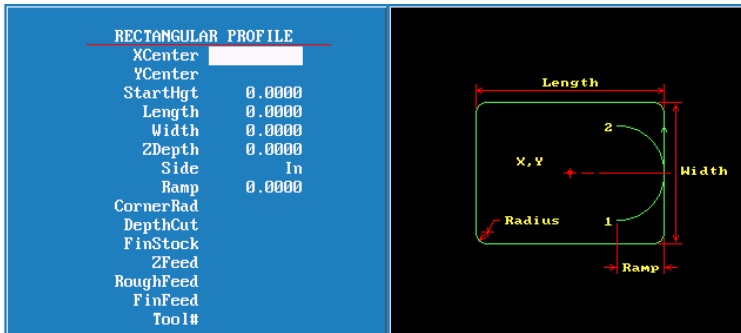 RECTANGULAR PROFILE
XCenter
YCenter
StartHgt 0.0000
Length 0.0000
Width 0.0000
ZDepth 0.0000
Side In
Ramp 0.0000
CornerRad
DepthCut
FinStock
ZFeed
RoughFeed
FinFeed
Tool#
Length
2
X,Y
Width
Radius
1
Ramp